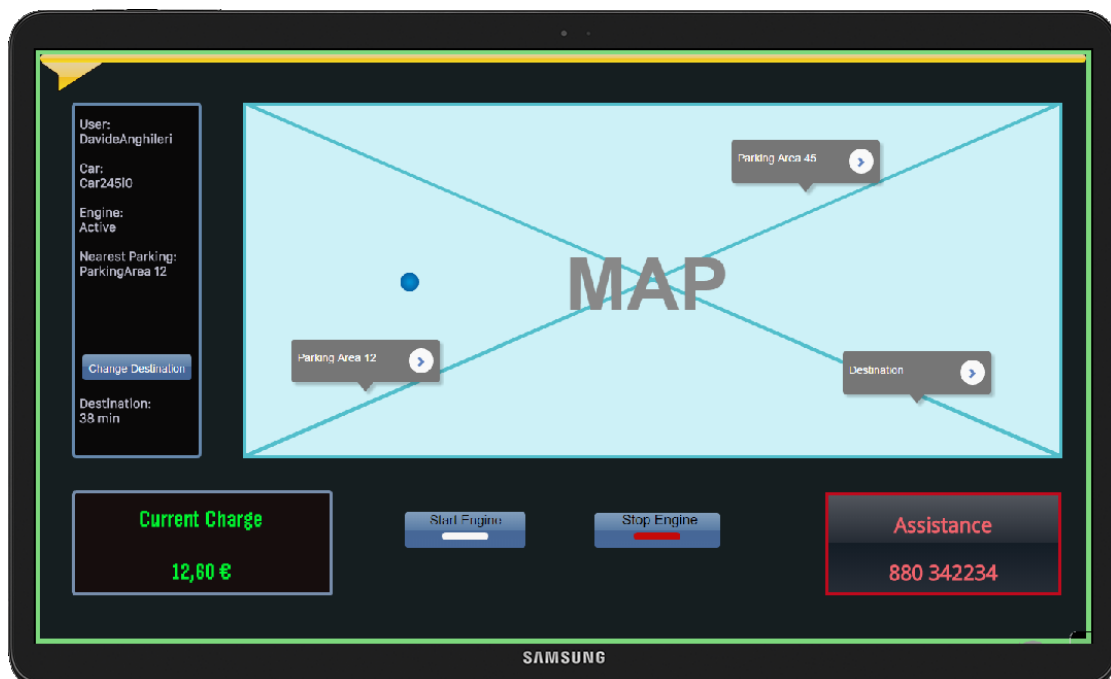 User:
DavideAnghileri
Car:
Car245i0
Engine:
Active
Nearest Parking:
ParkingArea 12
Change Destination
Destination:
38 min
Parking Area 45
MAP
Parking Area 12
Destination
Current Charge
12,60 €
Start Engine
Stop Engine
Assistance
880 342234
SAMSUNG